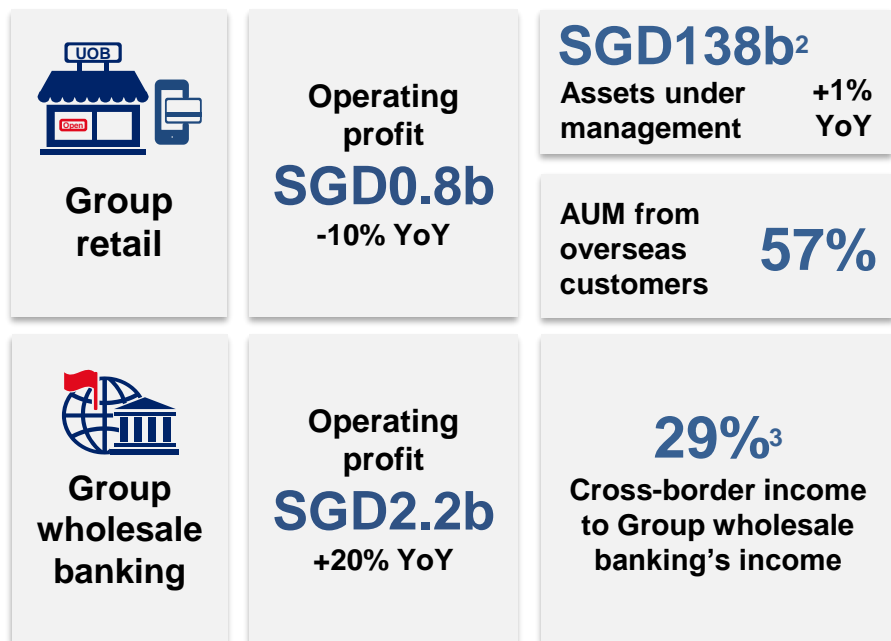 UOB
Open
Group
retail
Operating
profit
SGD0.8b
-10% YoY
SGD138b2
Assets under
management
+1%
YoY
AUM from
overseas
customers
57%
Group
wholesale
banking
Operating
profit
SGD2.2b
+20% YoY
29%3
Cross-border income
to Group wholesale
banking’s income